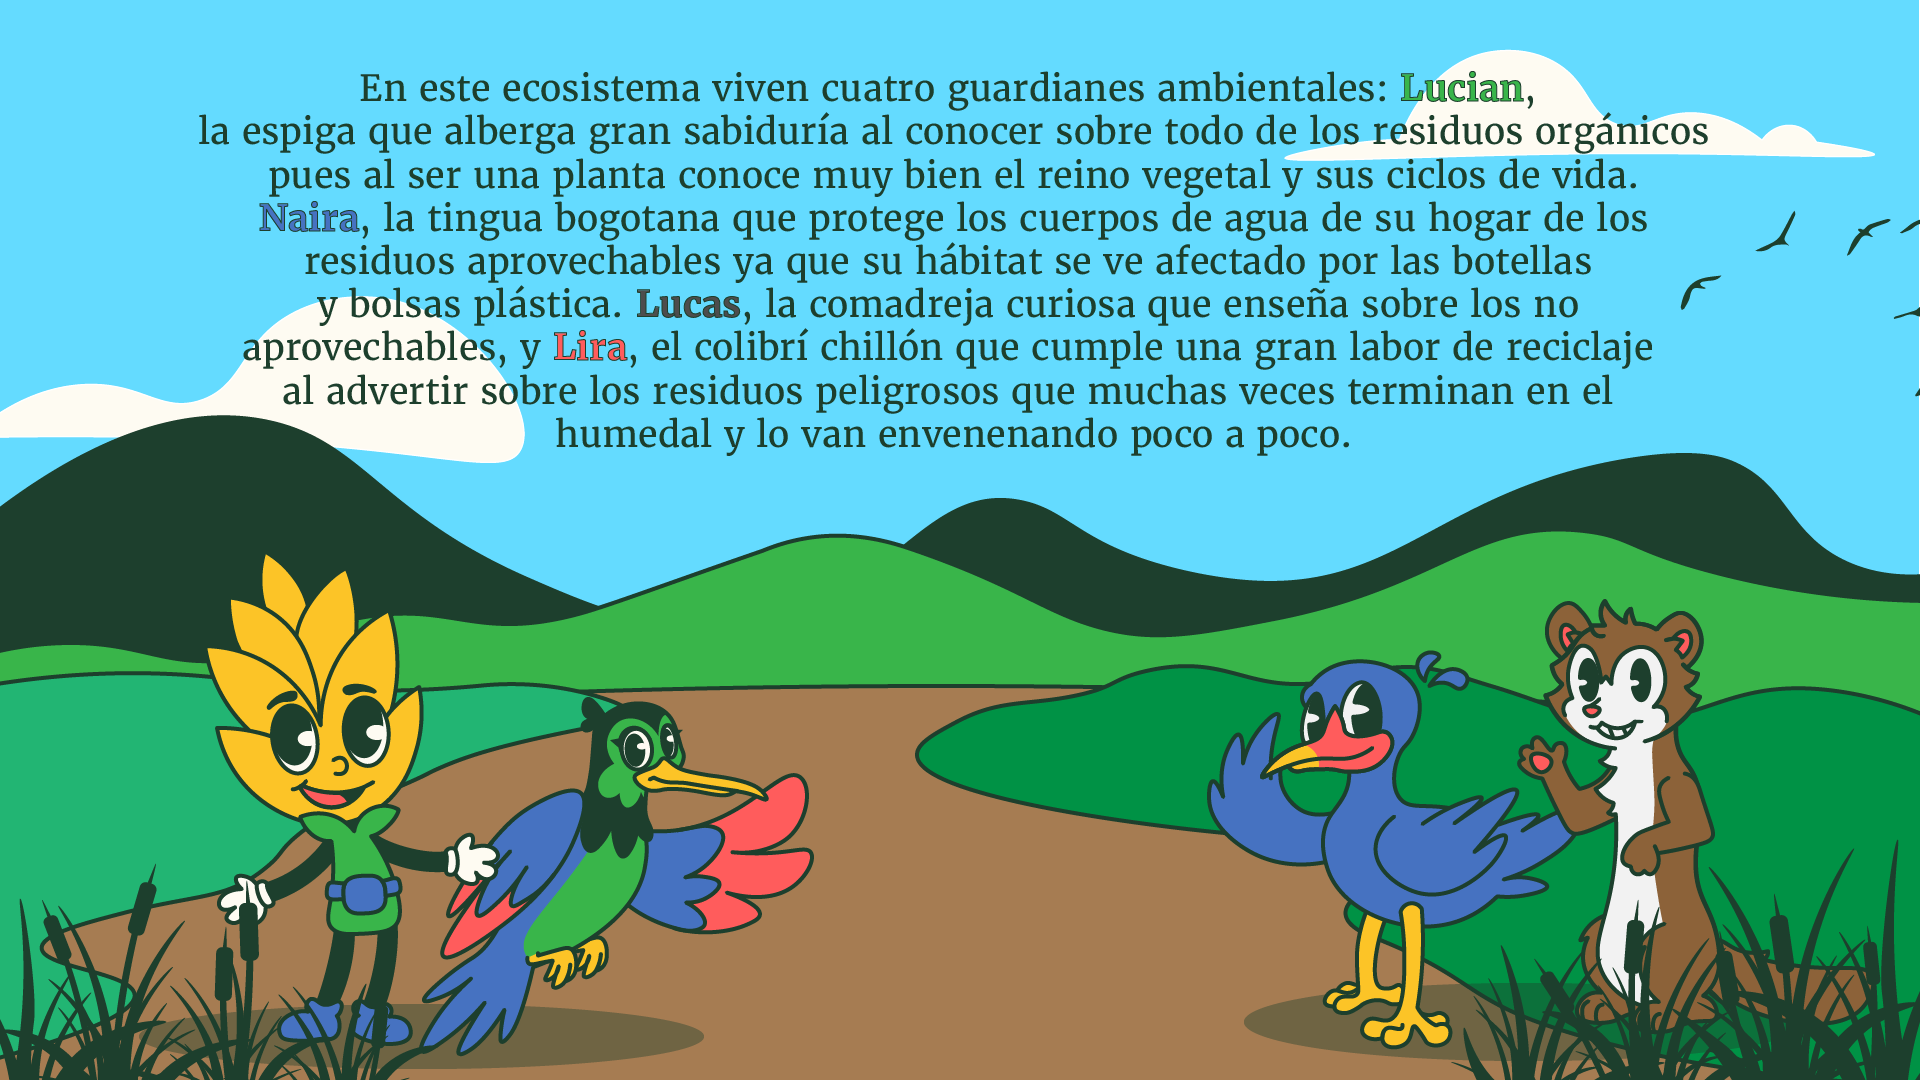 En este ecosistema viven cuatro guardianes ambientales: Lucian,
la espiga que alberga gran sabiduría al conocer sobre todo de los residuos orgánicos
pues al ser una planta conoce muy bien el reino vegetal y sus ciclos de vida.
Naira, la tingua bogotana que protege los cuerpos de agua de su hogar de los
residuos aprovechables ya que su hábitat se ve afectado por las botellas
y bolsas plástica. Lucas, la comadreja curiosa que enseña sobre los no
aprovechables, y Lira, el colibrí chillón que cumple una gran labor de reciclaje
al advertir sobre los residuos peligrosos que muchas veces terminan en el
humedal y lo van envenenando poco a poco.